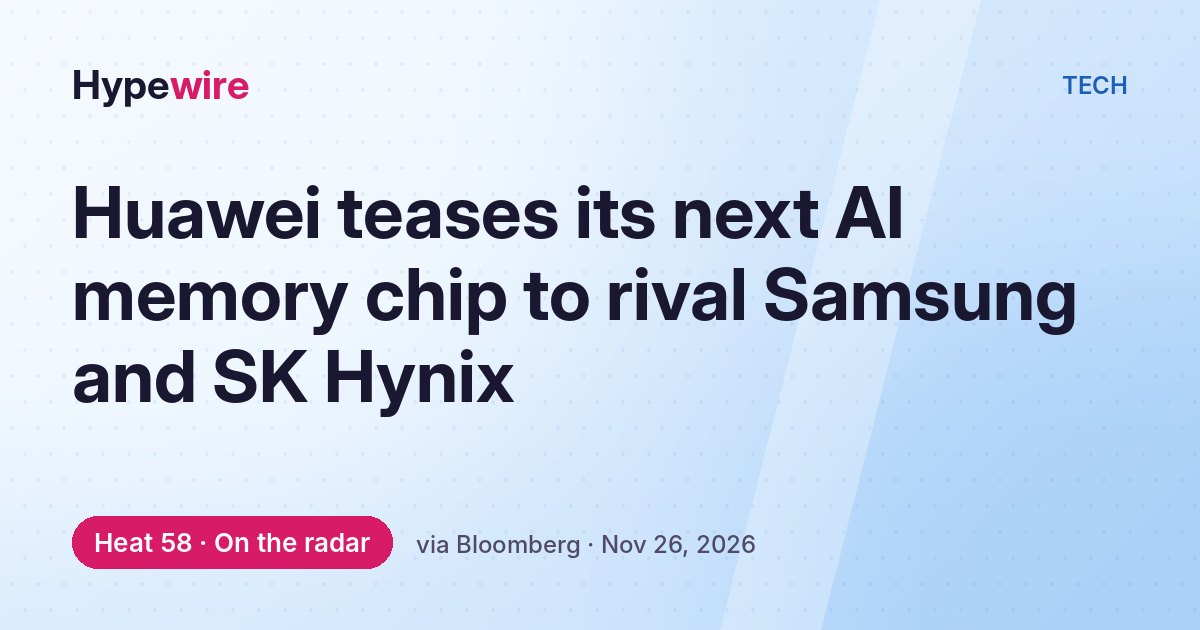 Hypewire
TECH
Huawei teases its next AI
memory chip to rival Samsung
and SK Hynix
Heat 58 · On the radar
via Bloomberg · Nov 26, 2026